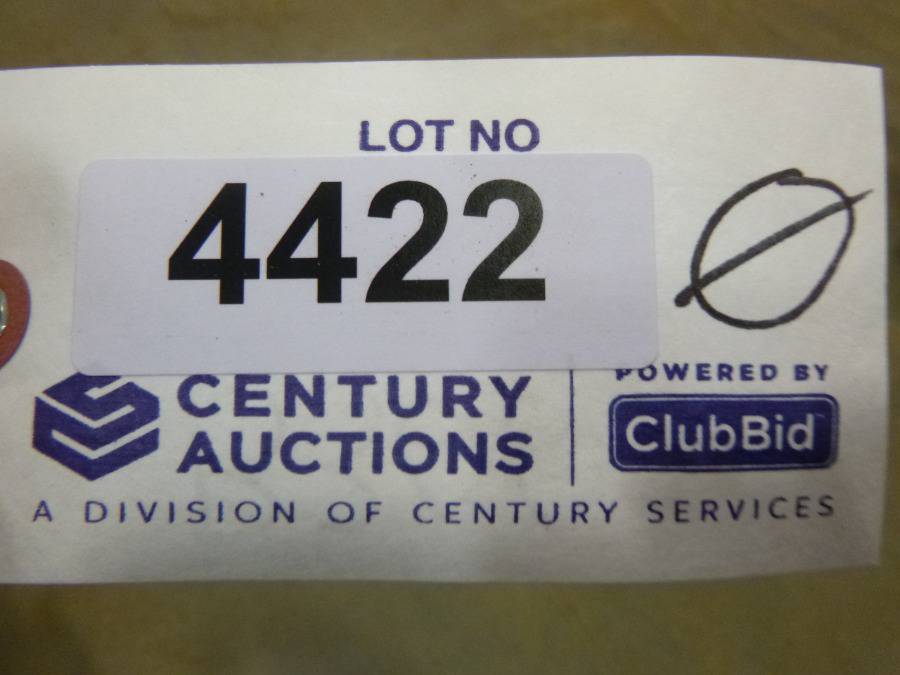 LOT NO
4422
Ø
CENTURY
AUCTIONS
POWERED BY
ClubBid
A DIVISION OF CENTURY SERVICES